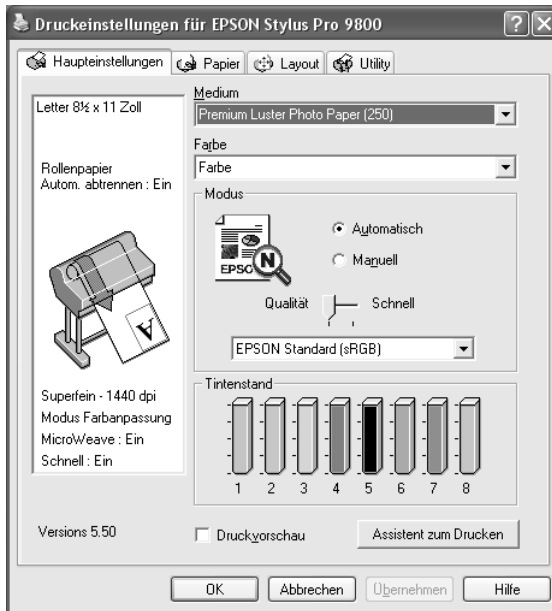 Druckeinstellungen für EPSON Stylus Pro 9800
Haupteinstellungen Papier Layout Utility
Letter 8½ x 11 Zoll
Rollenpapier
Autom. abtrennen : Ein
A
Superfein - 1440 dpi
Modus Farbanpassung
MicroWeave : Ein
Schnell : Ein
Versions 5.50
Medium
Premium Luster Photo Paper (250)
Farbe
Farbe
Modus
EPSO N
Automatisch
Manuell
Qualität Schnell
EPSON Standard (sRGB)
Tintenstand
1 2 3 4 5 6 7 8
Druckvorschau
Assistent zum Drucken
OK Abbrechen Übernehmen Hilfe